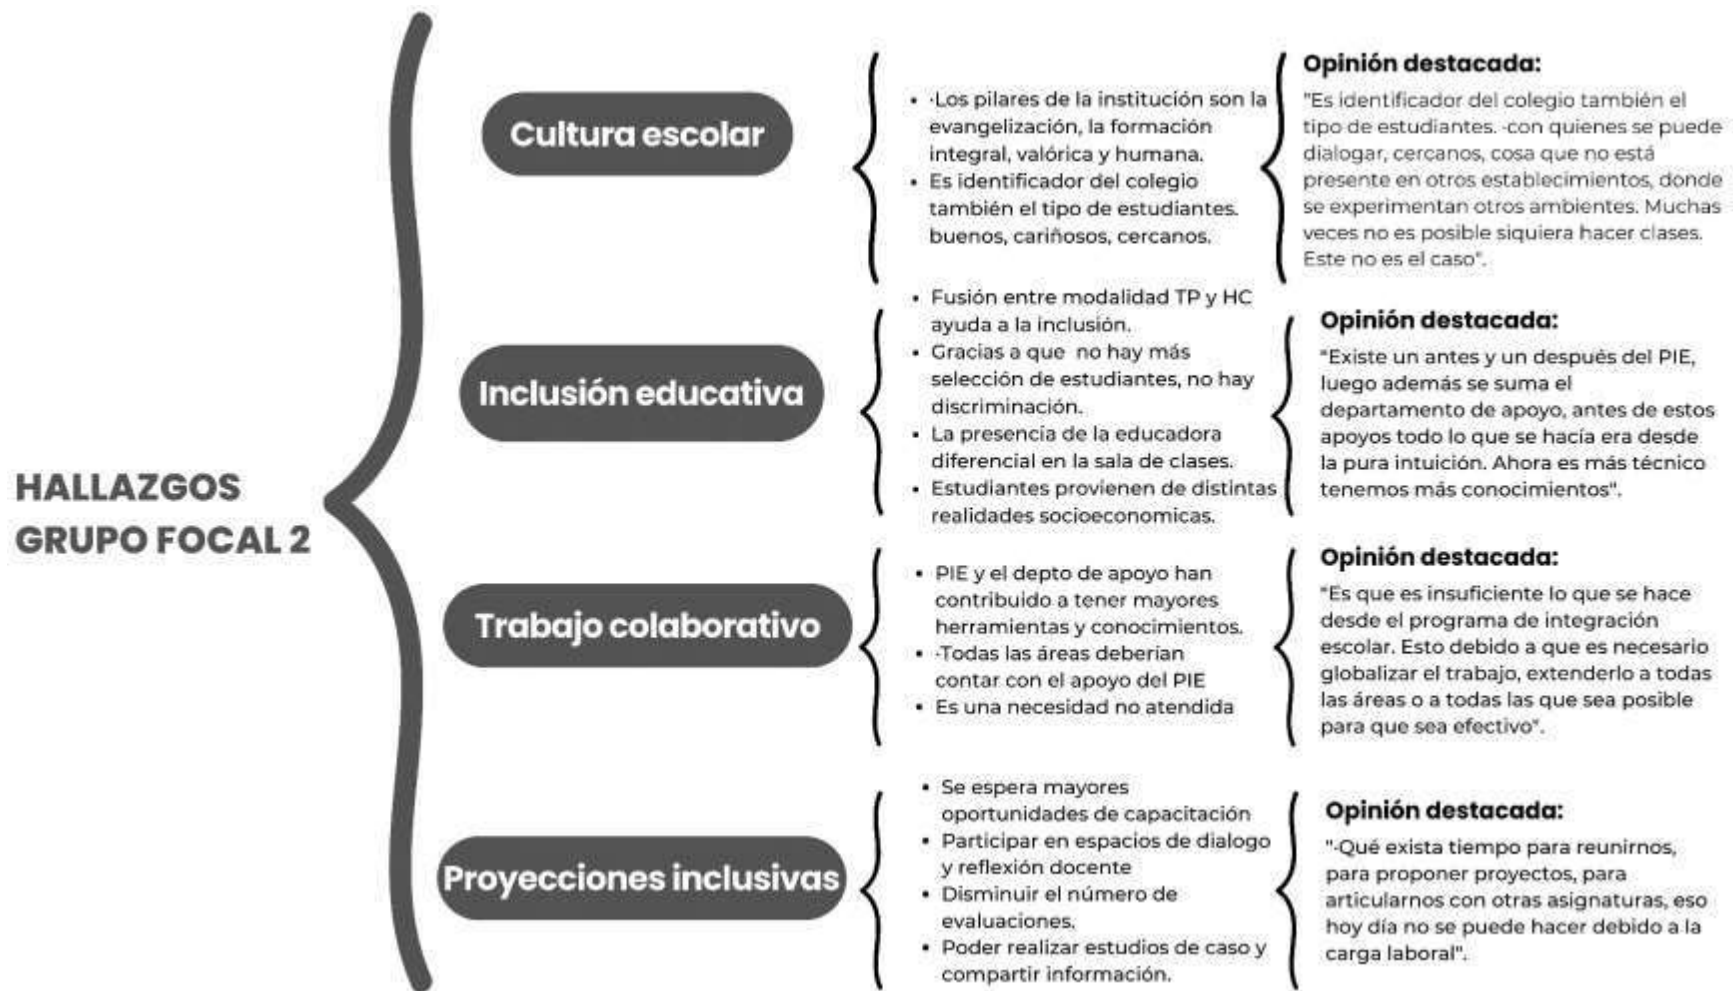 HALLAZGOS
GRUPO FOCAL 2
Cultura escolar
• ·Los pilares de la institución son la
evangelización, la formación
integral, valórica y humana.
• Es identificador del colegio
también el tipo de estudiantes.
buenos, cariñosos, cercanos.
Opinión destacada:
"Es identificador del colegio también el
tipo de estudiantes. ·con quienes se puede
dialogar, cercanos, cosa que no está
presente en otros establecimientos, donde
se experimentan otros ambientes. Muchas
veces no es posible siquiera hacer clases.
Este no es el caso".
Inclusión educativa
• Fusión entre modalidad TP y HC
ayuda a la inclusión.
• Gracias a que no hay más
selección de estudiantes, no hay
discriminación.
• La presencia de la educadora
diferencial en la sala de clases.
• Estudiantes provienen de distintas
realidades socioeconomicas.
Opinión destacada:
"Existe un antes y un después del PIE,
luego además se suma el
departamento de apoyo, antes de estos
apoyos todo lo que se hacía era desde
la pura intuición. Ahora es más técnico
tenemos más conocimientos".
Trabajo colaborativo
• PIE y el depto de apoyo han
contribuido a tener mayores
herramientas y conocimientos.
• ·Todas las áreas deberían
contar con el apoyo del PIE
• Es una necesidad no atendida
Opinión destacada:
"Es que es insuficiente lo que se hace
desde el programa de integración
escolar. Esto debido a que es necesario
globalizar el trabajo, extenderlo a todas
las áreas o a todas las que sea posible
para que sea efectivo".
Proyecciones inclusivas
• Se espera mayores
oportunidades de capacitación
• Participar en espacios de dialogo
y reflexión docente
• Disminuir el número de
evaluaciones.
• Poder realizar estudios de caso y
compartir información.
Opinión destacada:
"·Qué exista tiempo para reunirnos,
para proponer proyectos, para
articularnos con otras asignaturas, eso
hoy día no se puede hacer debido a la
carga laboral".